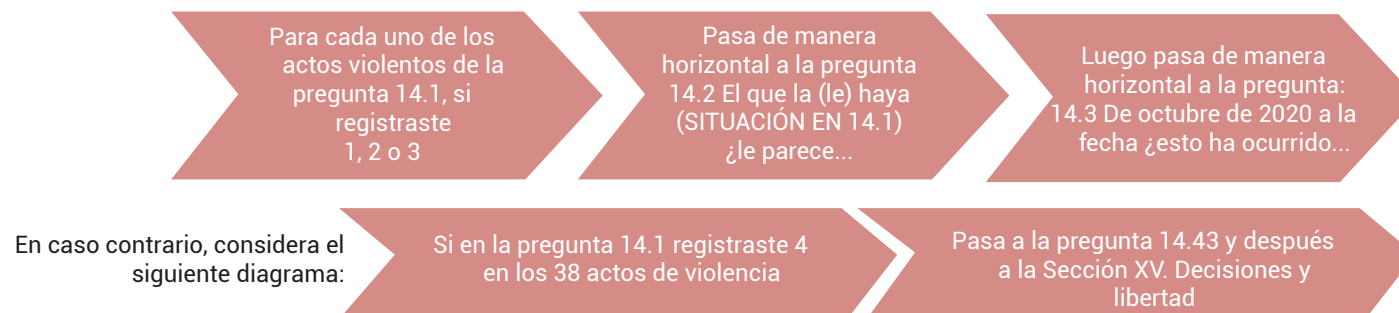 Para cada uno de los
actos violentos de la
pregunta 14.1, si
registraste
1, 2 o 3
Pasa de manera
horizontal a la pregunta
14.2 El que la (le) haya
(SITUACIÓN EN 14.1)
¿le parece...
Luego pasa de manera
horizontal a la pregunta:
14.3 De octubre de 2020 a la
fecha ¿esto ha ocurrido...
En caso contrario, considera el
siguiente diagrama:
Si en la pregunta 14.1 registraste 4
en los 38 actos de violencia
Pasa a la pregunta 14.43 y después
a la Sección XV. Decisiones y
libertad